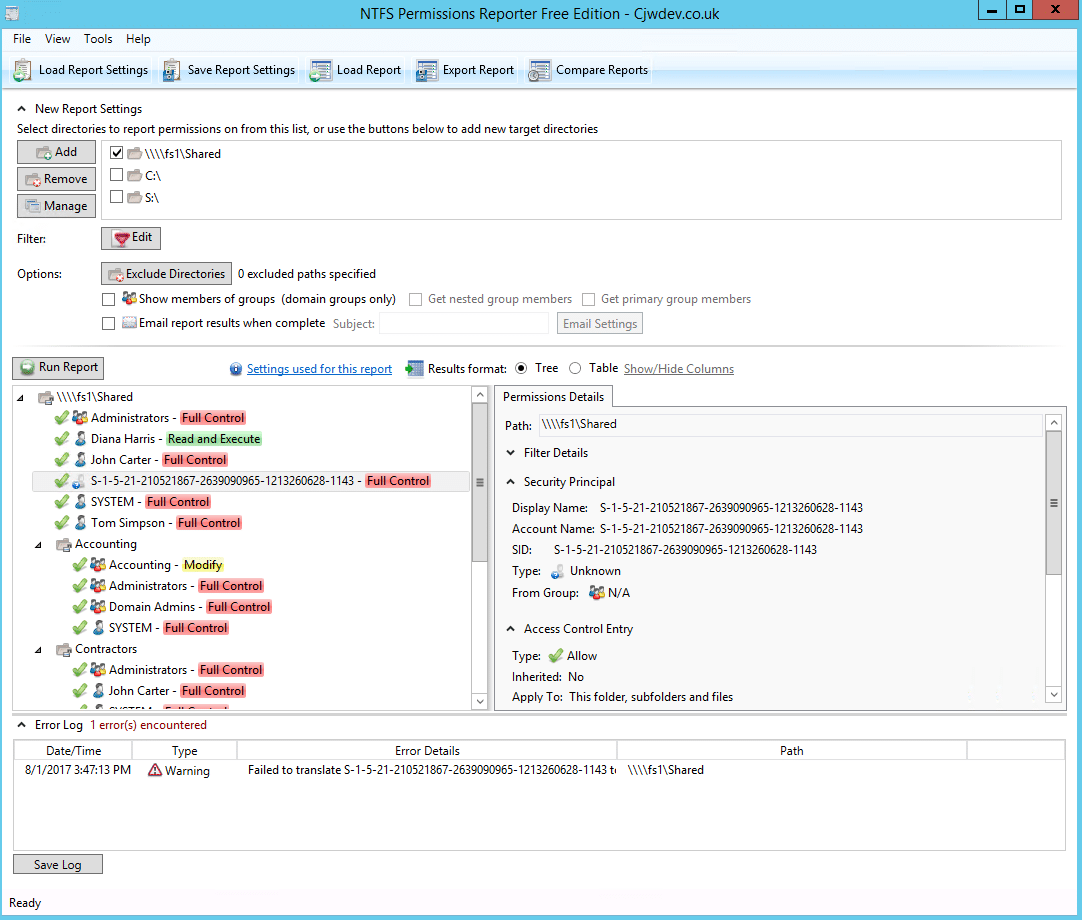 NTFS Permissions Reporter Free Edition - Cjwdev.co.uk
File View Tools Help
Load Report Settings Save Report Settings Load Report Export Report Compare Reports
New Report Settings
Select directories to report permissions on from this list, or use the buttons below to add new target directories
Add
Remove
Manage
\\\\fs1\Shared
C:\
S:\
Filter: Edit
Options: Exclude Directories 0 excluded paths specified
Show members of groups (domain groups only) Get nested group members Get primary group members
Email report results when complete Subject: Email Settings
Run Report Settings used for this report Results format: Tree Table Show/Hide Columns
\\\\fs1\Shared
Administrators - Full Control
Diana Harris - Read and Execute
John Carter - Full Control
S-1-5-21-210521867-2639090965-1213260628-1143 - Full Control
SYSTEM - Full Control
Tom Simpson - Full Control
Accounting
Accounting - Modify
Administrators - Full Control
Domain Admins - Full Control
SYSTEM - Full Control
Contractors
Administrators - Full Control
John Carter - Full Control
SYSTEM - Full Control
Permissions Details
Path: \\\\fs1\Shared
Filter Details
Security Principal
Display Name: S-1-5-21-210521867-2639090965-1213260628-1143
Account Name: S-1-5-21-210521867-2639090965-1213260628-1143
SID: S-1-5-21-210521867-2639090965-1213260628-1143
Type: Unknown
From Group: N/A
Access Control Entry
Type: Allow
Inherited: No
Apply To: This folder, subfolders and files
Error Log 1 error(s) encountered
Date/Time Type Error Details Path
8/1/2017 3:47:13 PM Warning Failed to translate S-1-5-21-210521867-2639090965-1213260628-1143 to \\\\fs1\Shared
Save Log
Ready